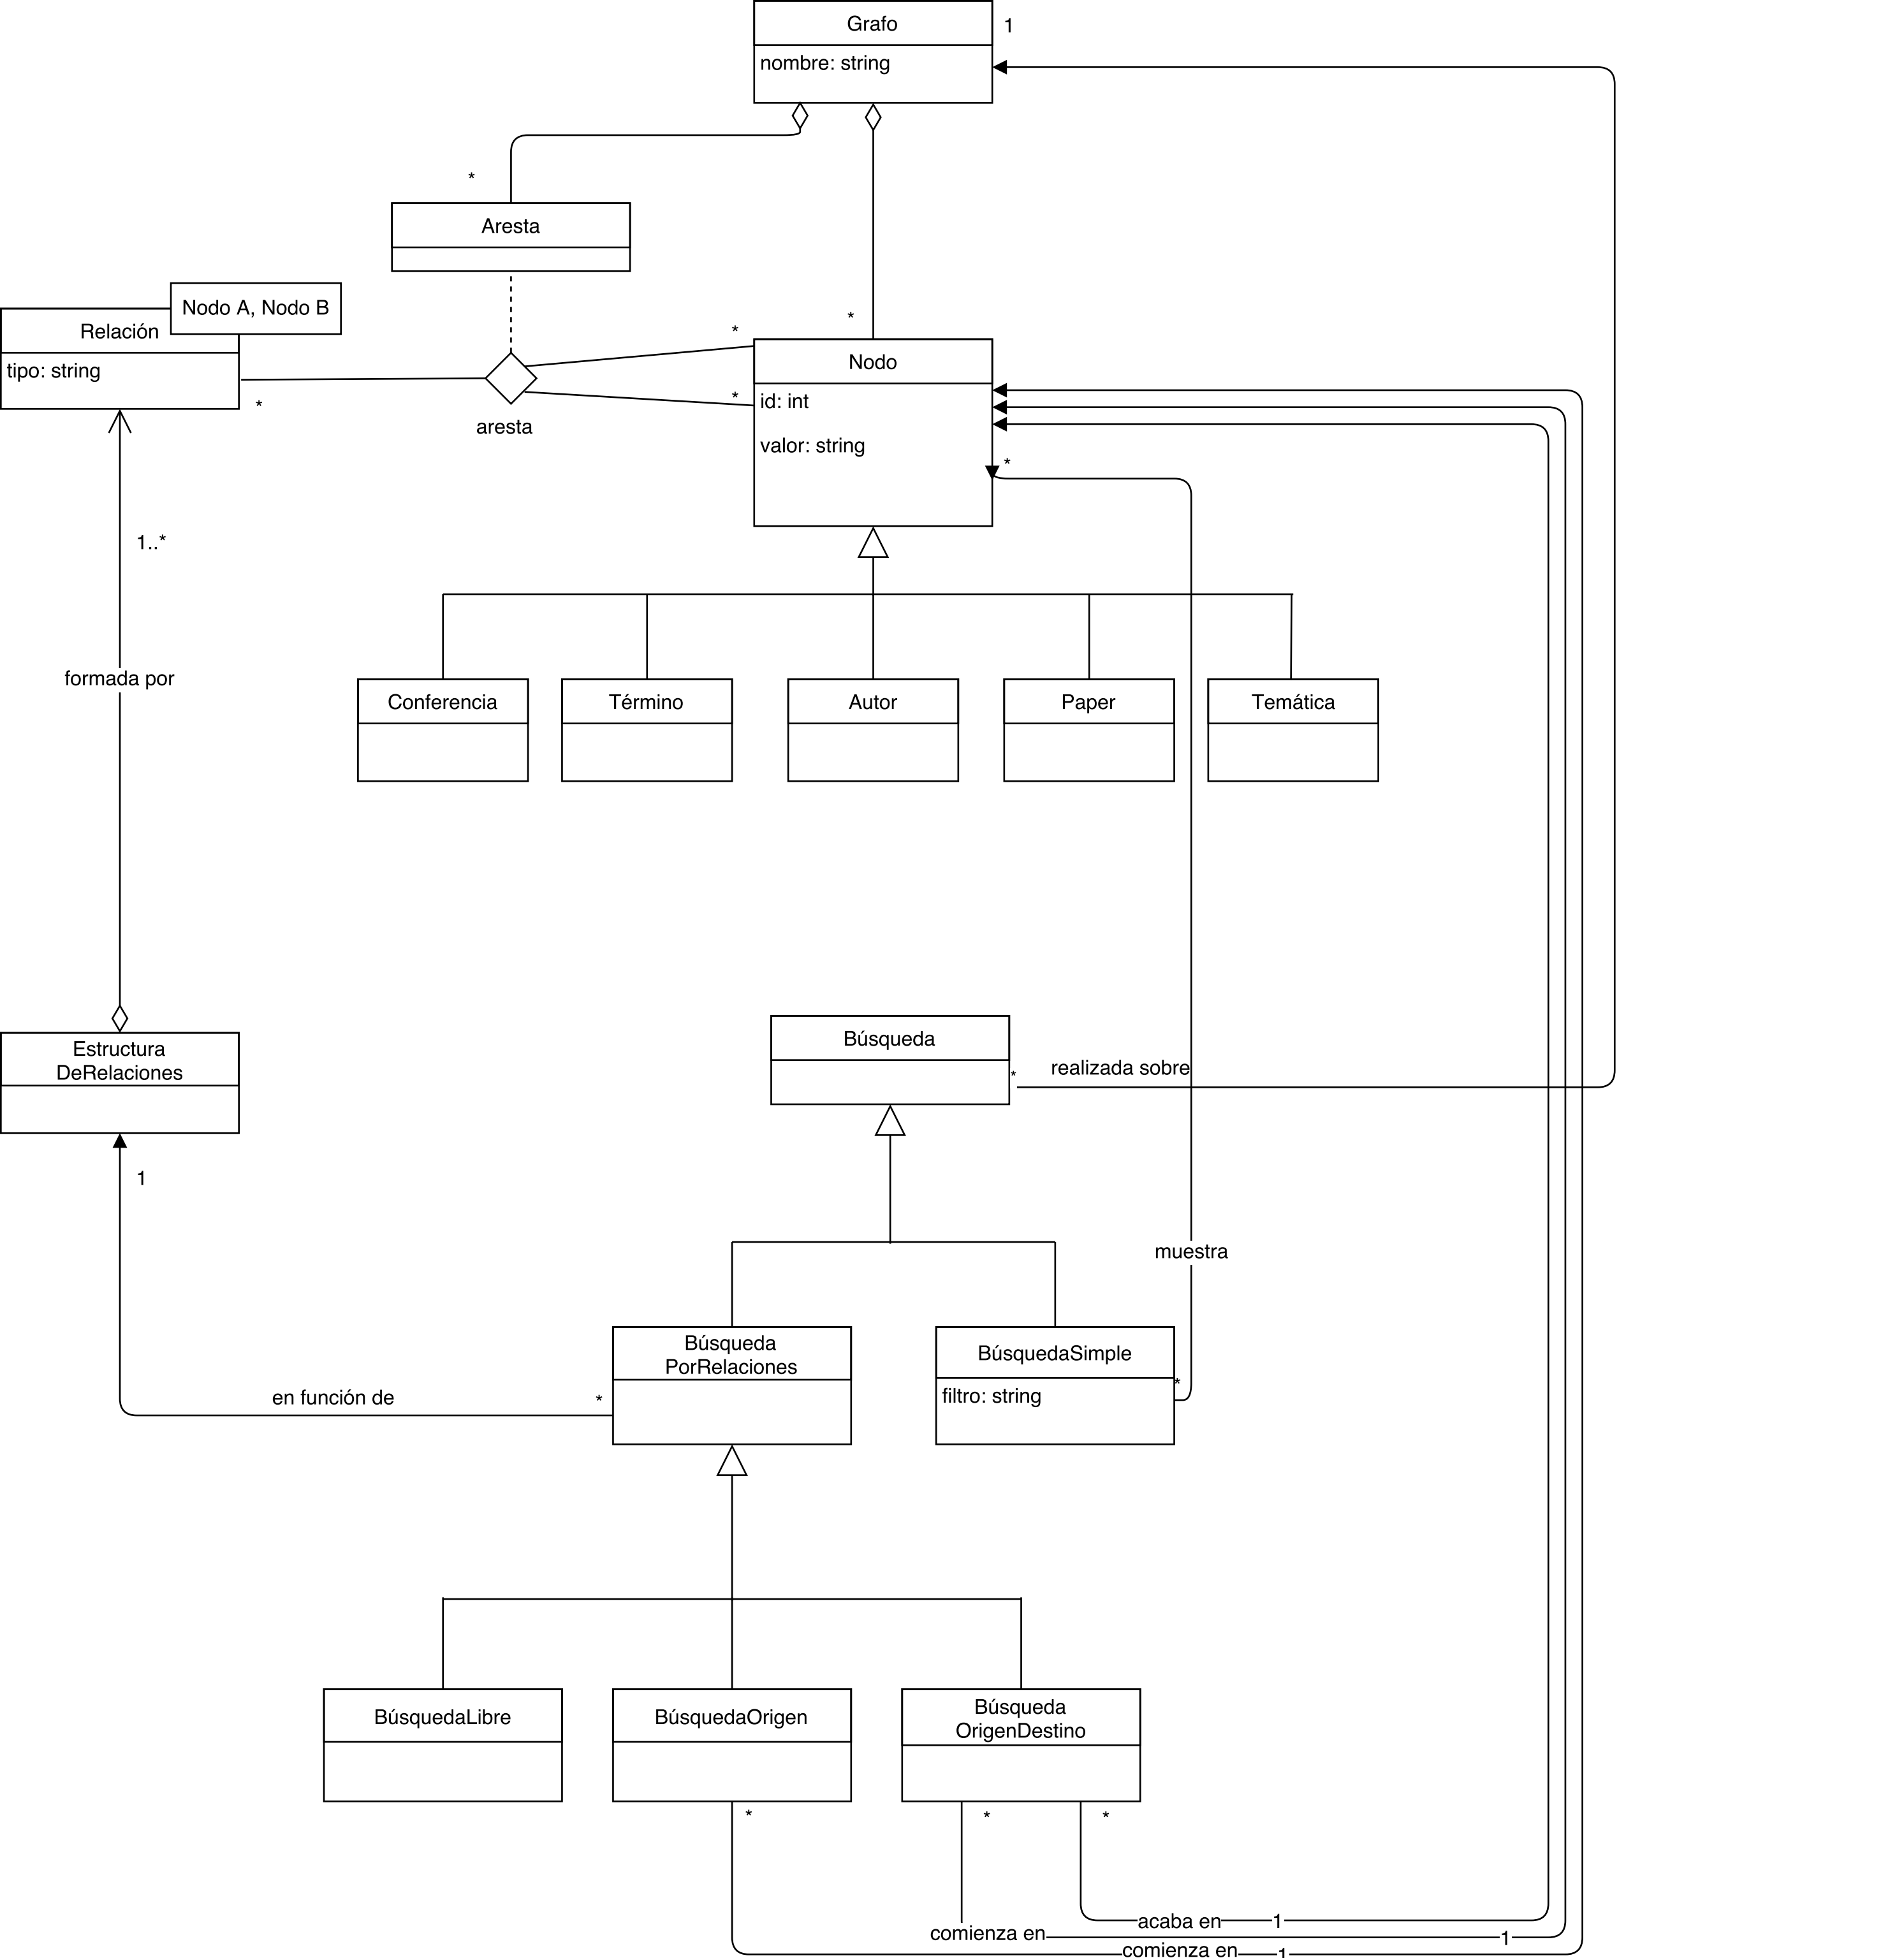 Grafo
1
nombre: string
*
Aresta
Nodo A, Nodo B
Relación
tipo: string
*
*
*
*
aresta
Nodo
id: int
valor: string
*
1..*
formada por
Conferencia
Término
Autor
Paper
Temática
Estructura
DeRelaciones
Búsqueda
*
realizada sobre
1
muestra
Búsqueda
PorRelaciones
BúsquedaSimple
filtro: string
*
en función de
*
BúsquedaLibre
BúsquedaOrigen
Búsqueda
OrigenDestino
*
*
*
acaba en
1
comienza en
1
comienza en
1